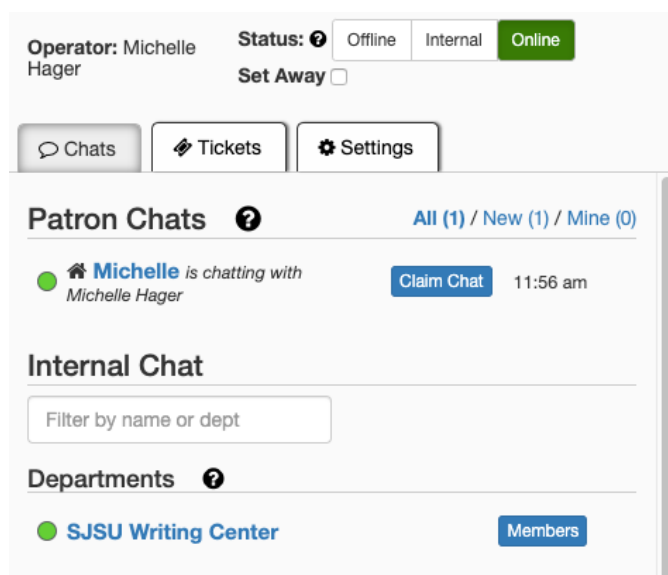 Operator: Michelle Hager
Status: Offline Internal Online
Set Away
Chats Tickets Settings
Patron Chats All (1) / New (1) / Mine (0)
Michelle is chatting with Claim Chat 11:56 am
Michelle Hager
Internal Chat
Filter by name or dept
Departments
SJSU Writing Center Members